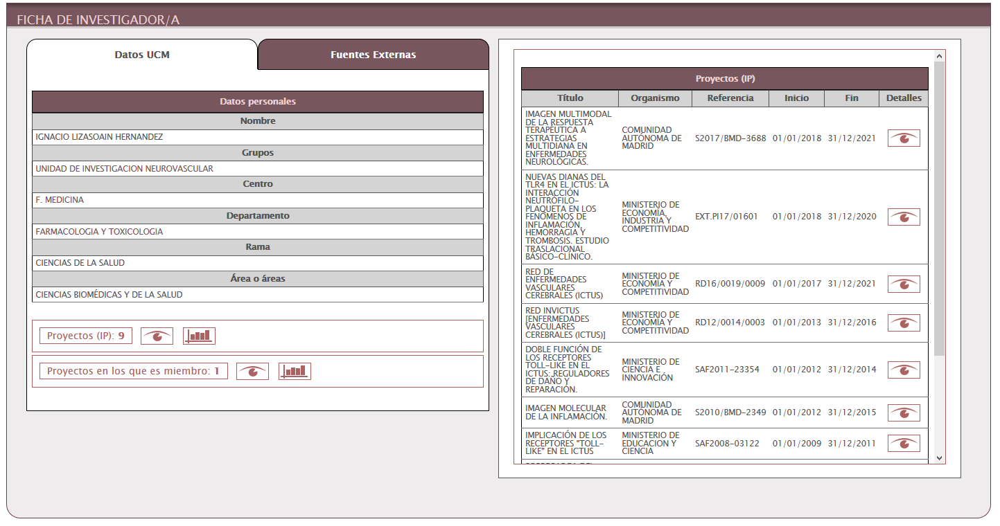 FICHA DE INVESTIGADOR/A
Datos UCM
Fuentes Externas
Datos personales
Nombre
IGNACIO LIZASOAIN HERNANDEZ
Grupos
UNIDAD DE INVESTIGACION NEUROVASCULAR
Centro
F. MEDICINA
Departamento
FARMACOLOGIA Y TOXICOLOGIA
Rama
CIENCIAS DE LA SALUD
Área o áreas
CIENCIAS BIOMÉDICAS Y DE LA SALUD
Proyectos (IP): 9
Proyectos en los que es miembro: 1
Proyectos (IP)
Título Organismo Referencia Inicio Fin Detalles
IMAGEN MULTIMODAL
DE LA RESPUESTA
TERAPÉUTICA A
ESTRATEGIAS
MULTIDIANA EN
ENFERMEDADES
NEUROLÓGICAS.
COMUNIDAD
AUTÓNOMA DE
MADRID
S2017/BMD-3688 01/01/2018 31/12/2021
NUEVAS DIANAS DEL
TLR4 EN EL ICTUS: LA
INTERACCIÓN
NEUTRÓFILO-
PLAQUETA EN LOS
FENÓMENOS DE
INFLAMACIÓN,
HEMORRAGIA Y
TROMBOSIS. ESTUDIO
TRASLACIONAL
BÁSICO-CLÍNICO.
MINISTERIO DE
ECONOMÍA,
INDUSTRIA Y
COMPETITIVIDAD
EXT.PI17/01601 01/01/2018 31/12/2020
RED DE
ENFERMEDADES
VASCULARES
CEREBRALES (ICTUS)
MINISTERIO DE
ECONOMIA Y
COMPETITIVIDAD
RD16/0019/0009 01/01/2017 31/12/2021
RED INVICTUS
[ENFERMEDADES
VASCULARES
CEREBRALES (ICTUS)]
MINISTERIO DE
ECONOMIA Y
COMPETITIVIDAD
RD12/0014/0003 01/01/2013 31/12/2016
DOBLE FUNCIÓN DE
LOS RECEPTORES
TOLL-LIKE EN EL
ICTUS: REGULADORES
DE DAÑO Y
REPARACIÓN.
MINISTERIO DE
CIENCIA E
INNOVACIÓN
SAF2011-23354 01/01/2012 31/12/2014
IMAGEN MOLECULAR
DE LA INFLAMACIÓN.
COMUNIDAD
AUTÓNOMA DE
MADRID
S2010/BMD-2349 01/01/2012 31/12/2015
IMPLICACIÓN DE LOS
RECEPTORES "TOLL-
LIKE" EN EL ICTUS
MINISTERIO DE
EDUCACION Y
CIENCIA
SAF2008-03122 01/01/2009 31/12/2011